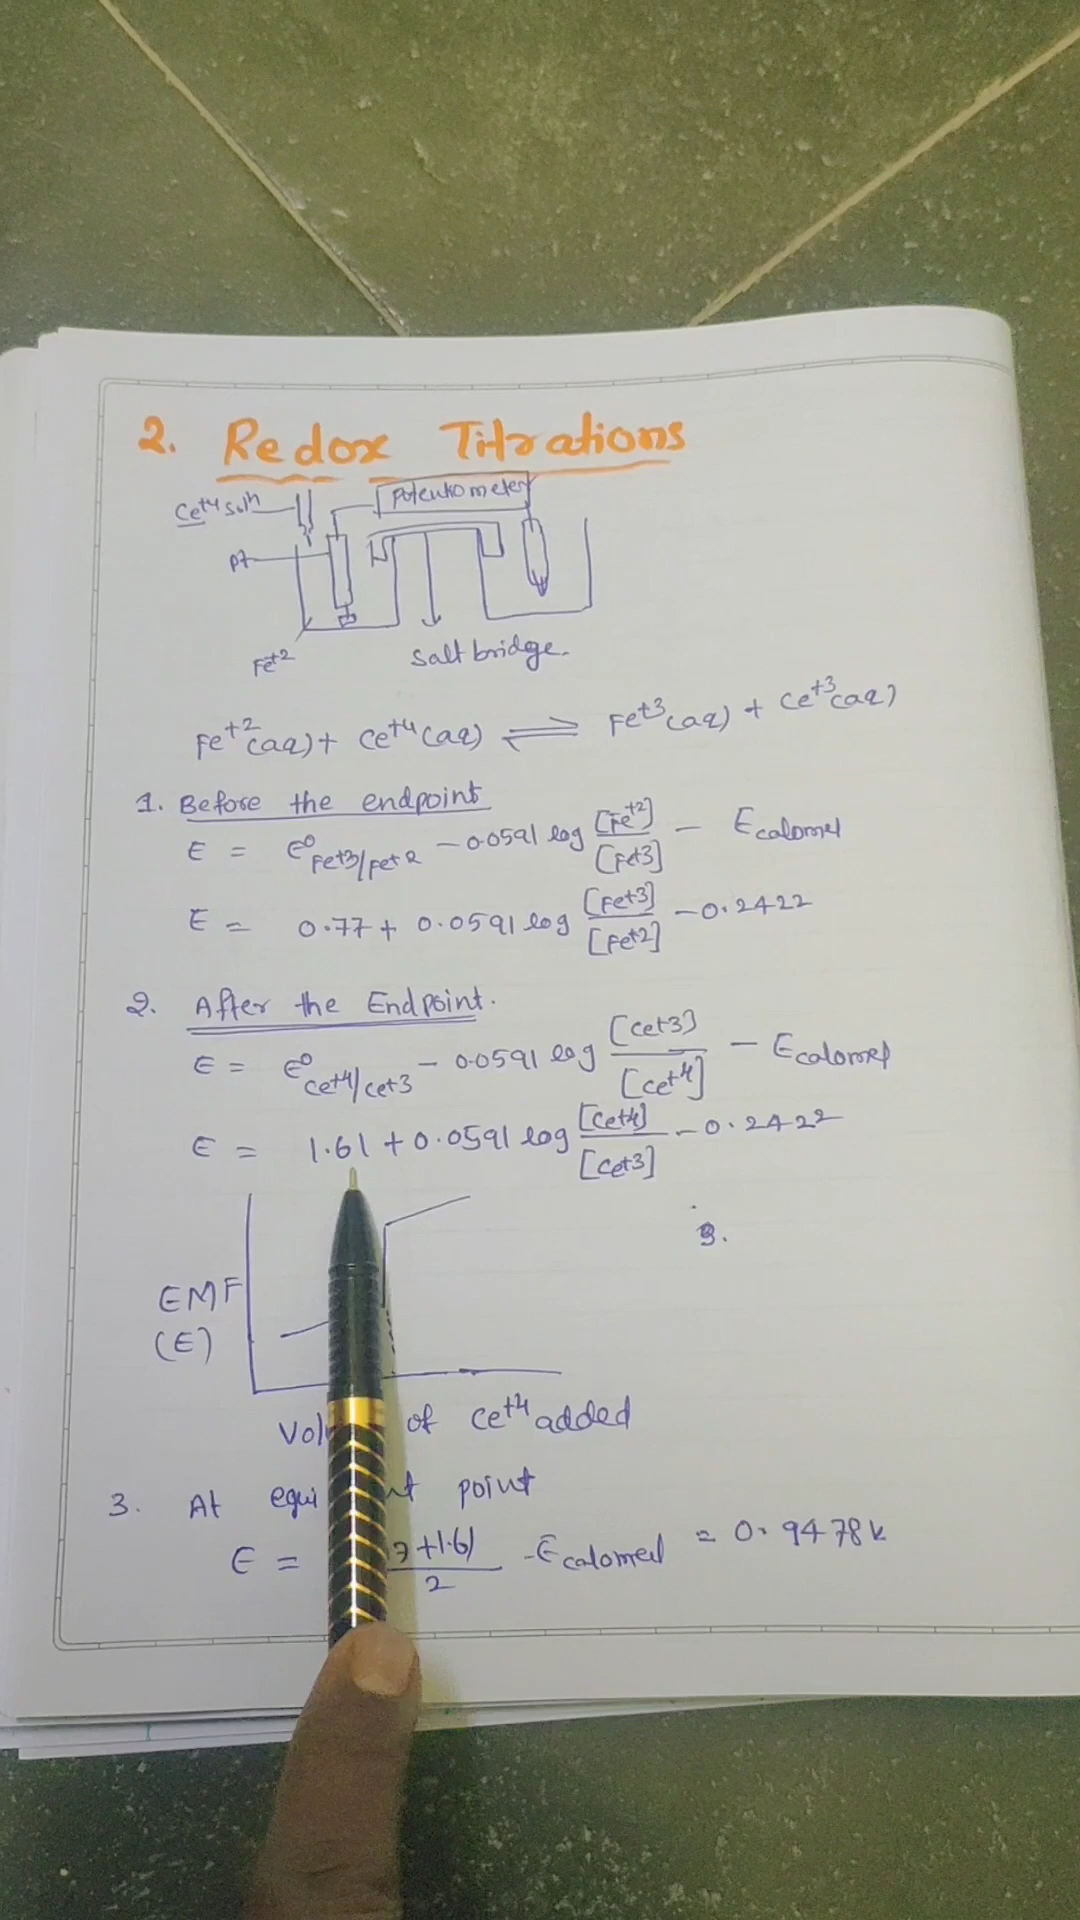 2. Redox Titrations
Ce+4 Soln
Potentiometer
pt
Fe+2
Salt bridge.
Fe+2(aq) + Ce+4(aq) ⇌ Fe+3(aq) + Ce+3(aq)
1. Before the endpoint
E = E°Fe+3/Fe+2 - 0.0591 log [Fe+2]/[Fe+3] - Ecalomel
E = 0.77 + 0.0591 log [Fe+3]/[Fe+2] - 0.2422
2. After the Endpoint.
E = E°Ce+4/Ce+3 - 0.0591 log [Ce+3]/[Ce+4] - Ecalomel
E = 1.61 + 0.0591 log [Ce+4]/[Ce+3] - 0.2422
3.
EMF
(E)
of Ce+4 added
3. At point
E = +1.61/2 - Ecalomel = 0.9478 V